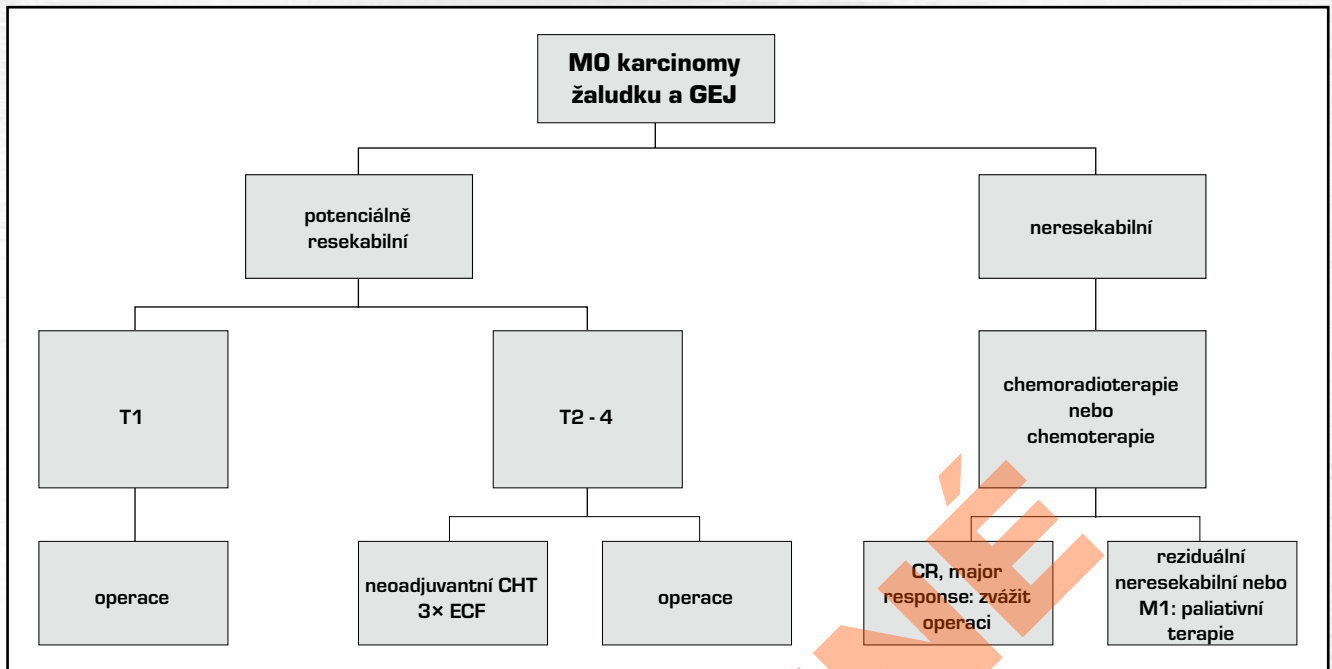 M0 karcinomy
žaludku a GEJ
potenciálně
resekabilní
neresekabilní
T1
T2 - 4
chemoradioterapie
nebo
chemoterapie
operace
neoadjuvantní CHT
3× ECF
operace
CR, major
response: zvážit
operaci
reziduální
neresekabilní nebo
M1: paliativní
terapie
NÉ